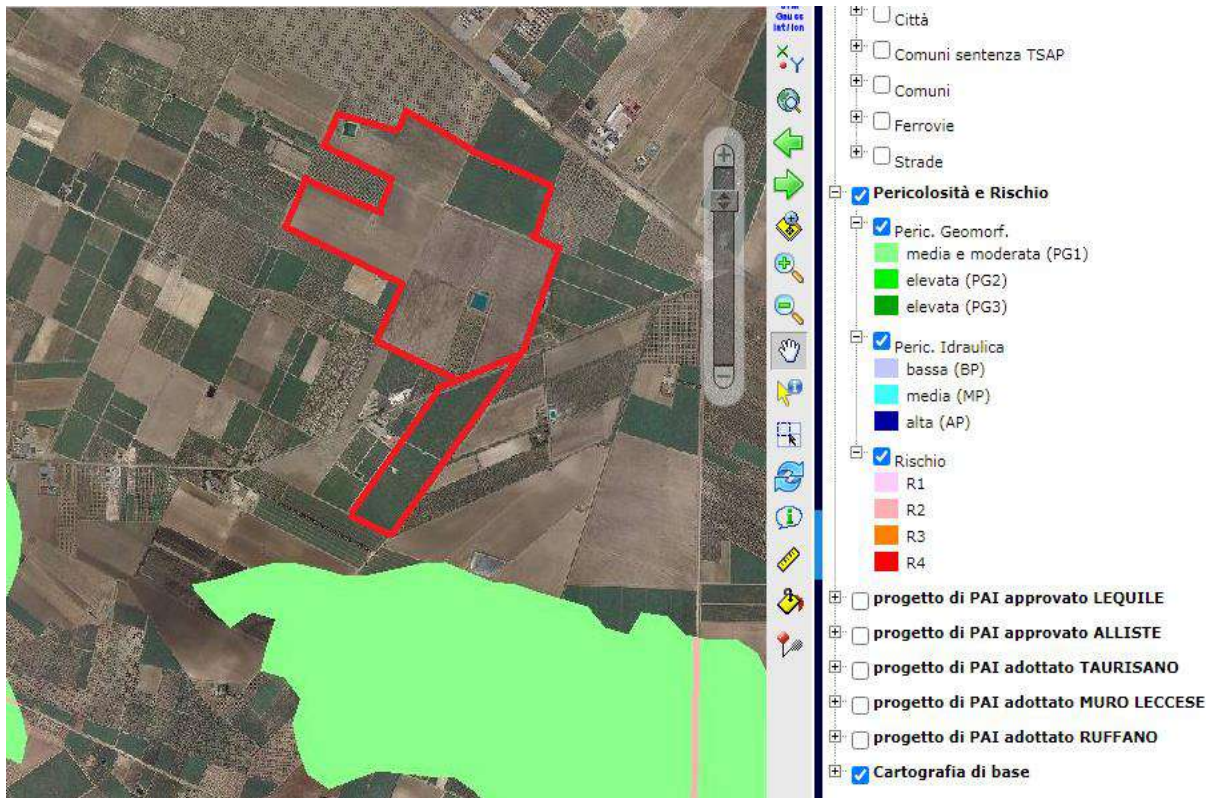 Gauss
int/ion
X
Y
Città
Comuni sentenza TSAP
Comuni
Ferrovie
Strade
Pericolosità e Rischio
Peric. Geomorf.
media e moderata (PG1)
elevata (PG2)
elevata (PG3)
Peric. Idraulica
bassa (BP)
media (MP)
alta (AP)
Rischio
R1
R2
R3
R4
progetto di PAI approvato LEQUILE
progetto di PAI approvato ALLISTE
progetto di PAI adottato TAURISANO
progetto di PAI adottato MURO LECCESE
progetto di PAI adottato RUFFANO
Cartografia di base